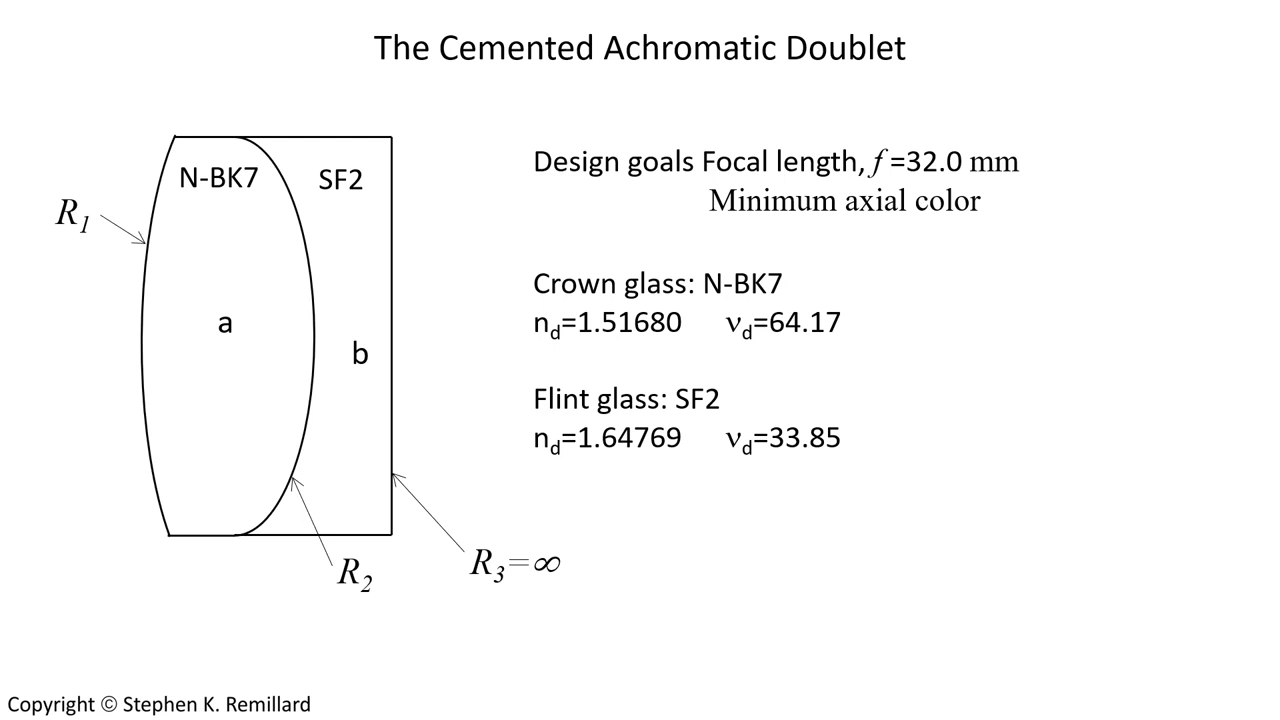 The Cemented Achromatic Doublet
N-BK7
SF2
R1
a
b
R2
R3=∞
Design goals Focal length, f =32.0 mm
Minimum axial color
Crown glass: N-BK7
nd=1.51680 νd=64.17
Flint glass: SF2
nd=1.64769 νd=33.85
Copyright © Stephen K. Remillard